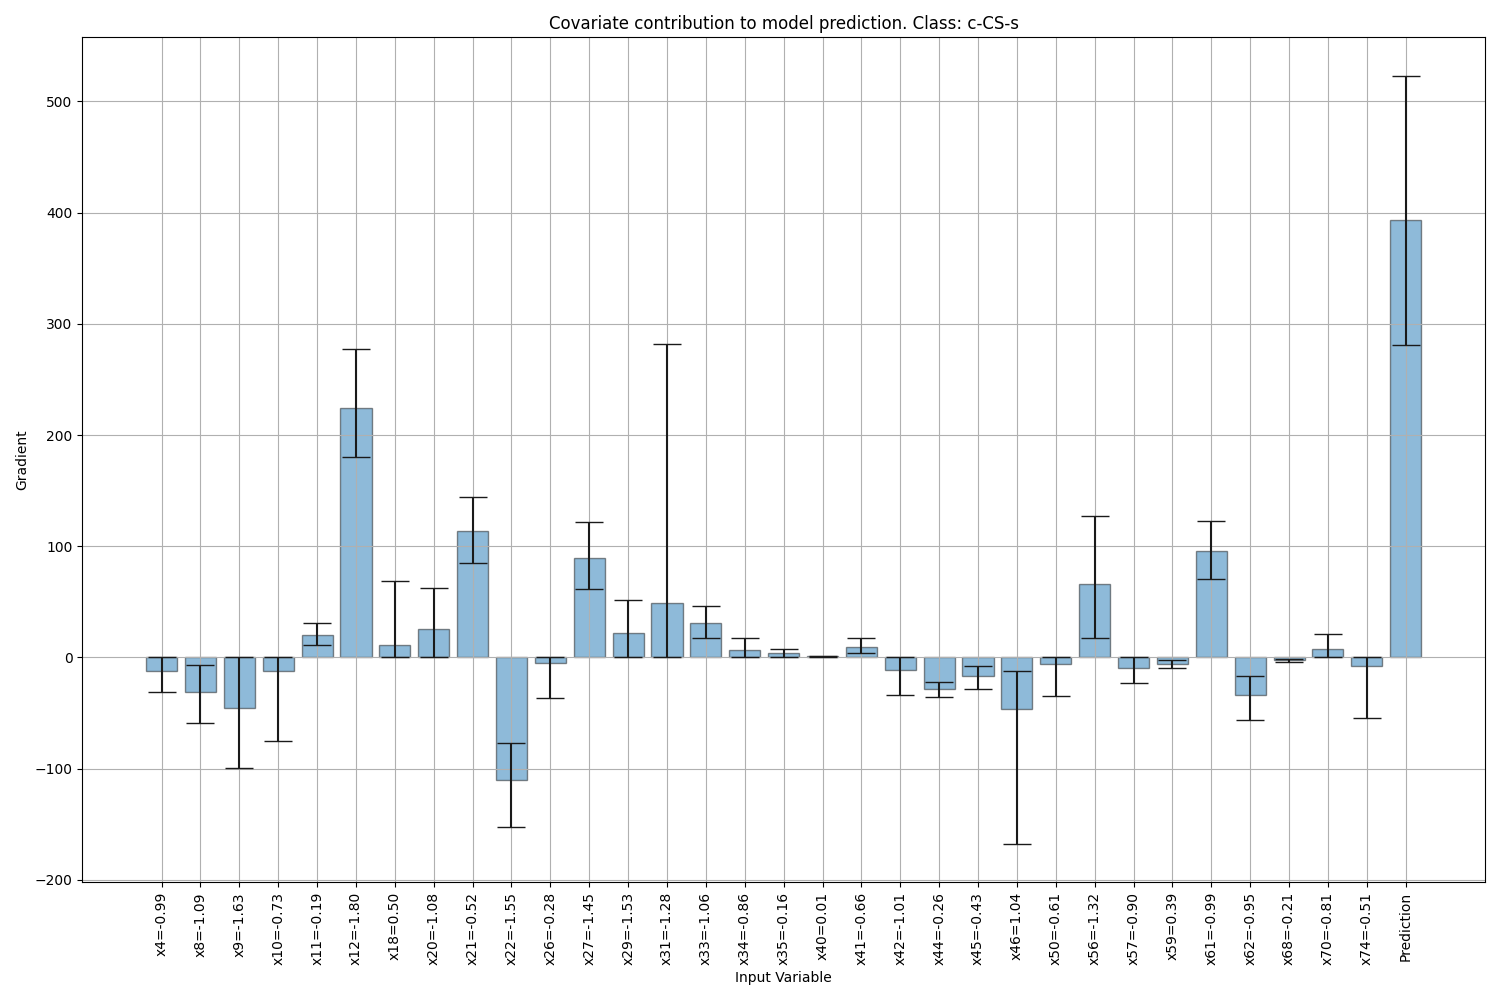 Covariate contribution to model prediction. Class: c-CS-s
Gradient
500
400
300
200
100
0
−100
−200
x4=-0.99
x8=-1.09
x9=-1.63
x10=-0.73
x11=-0.19
x12=-1.80
x18=0.50
x20=-1.08
x21=-0.52
x22=-1.55
x26=-0.28
x27=-1.45
x29=-1.53
x31=-1.28
x33=-1.06
x34=-0.86
x35=-0.16
x40=0.01
x41=-0.66
x42=-1.01
x44=-0.26
x45=-0.43
x46=-1.04
x50=-0.61
x56=-1.32
x57=-0.90
x59=0.39
x61=-0.99
x62=-0.95
x68=-0.21
x70=-0.81
x74=-0.51
Prediction
Input Variable